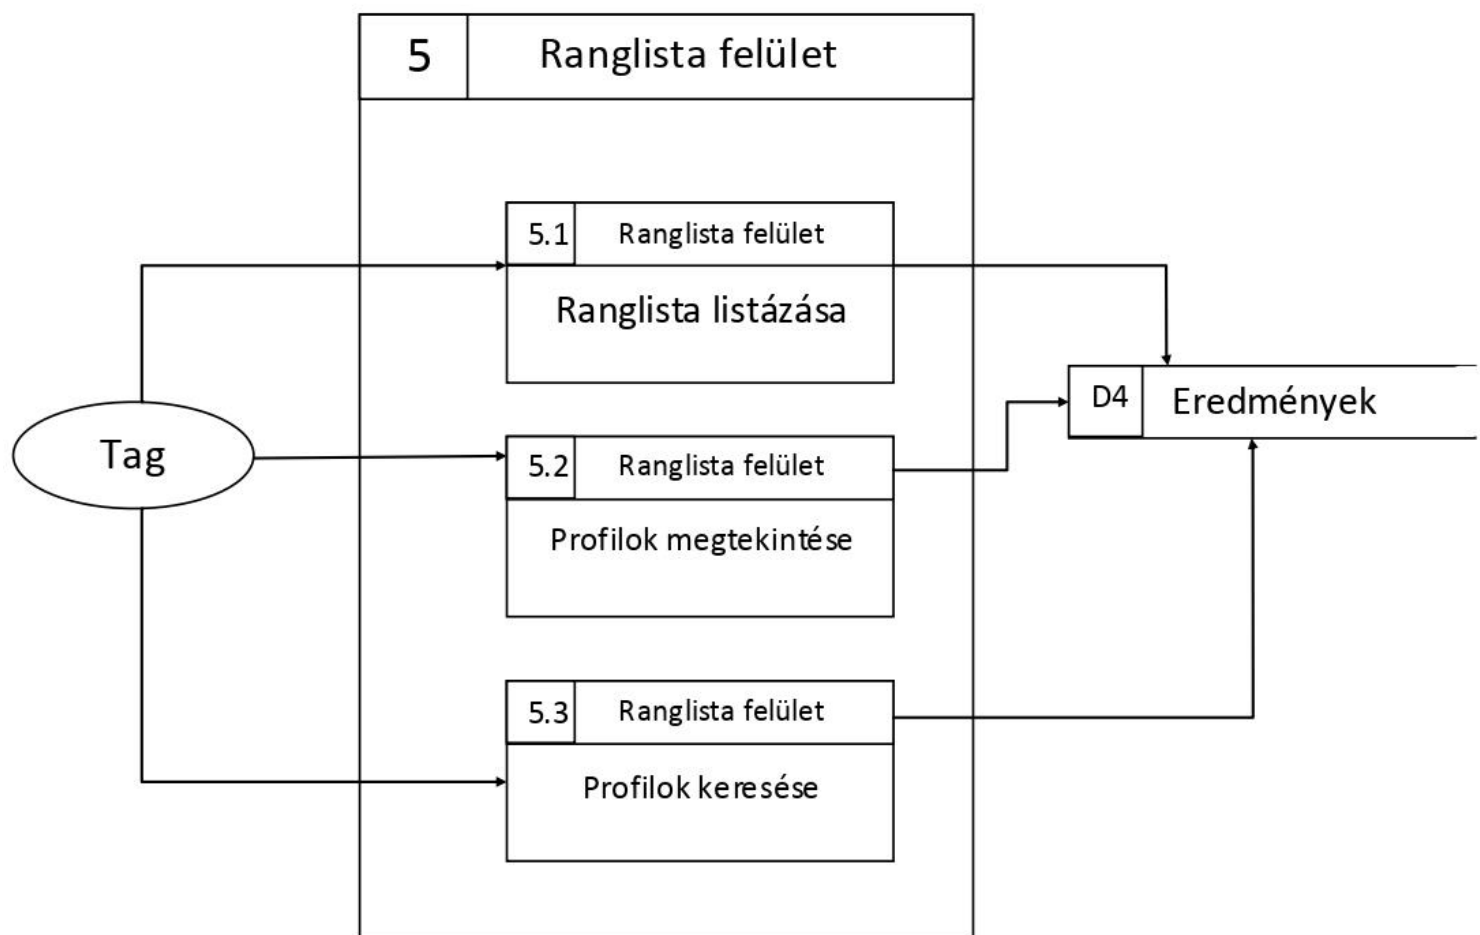 5 Ranglista felület
5.1 Ranglista felület
Ranglista listázása
D4 Eredmények
Tag
5.2 Ranglista felület
Profilok megtekintése
5.3 Ranglista felület
Profilok keresése